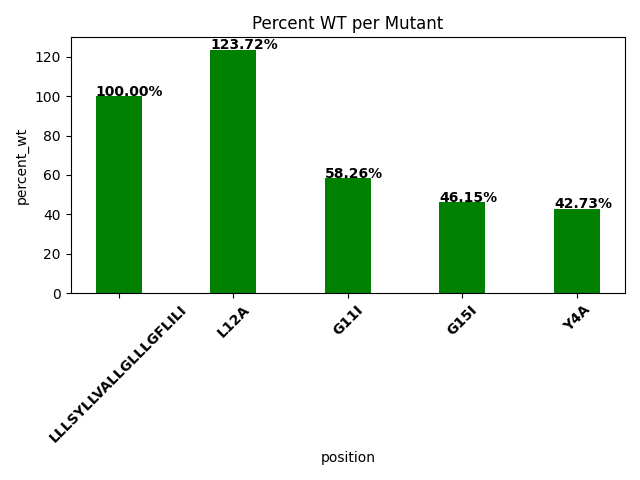 Percent WT per Mutant
percent_wt
120
100
80
60
40
20
0
100.00%
123.72%
58.26%
46.15%
42.73%
LLLSYLLVALLGLLLGFLILI
L12A
G11I
G15I
Y4A
position